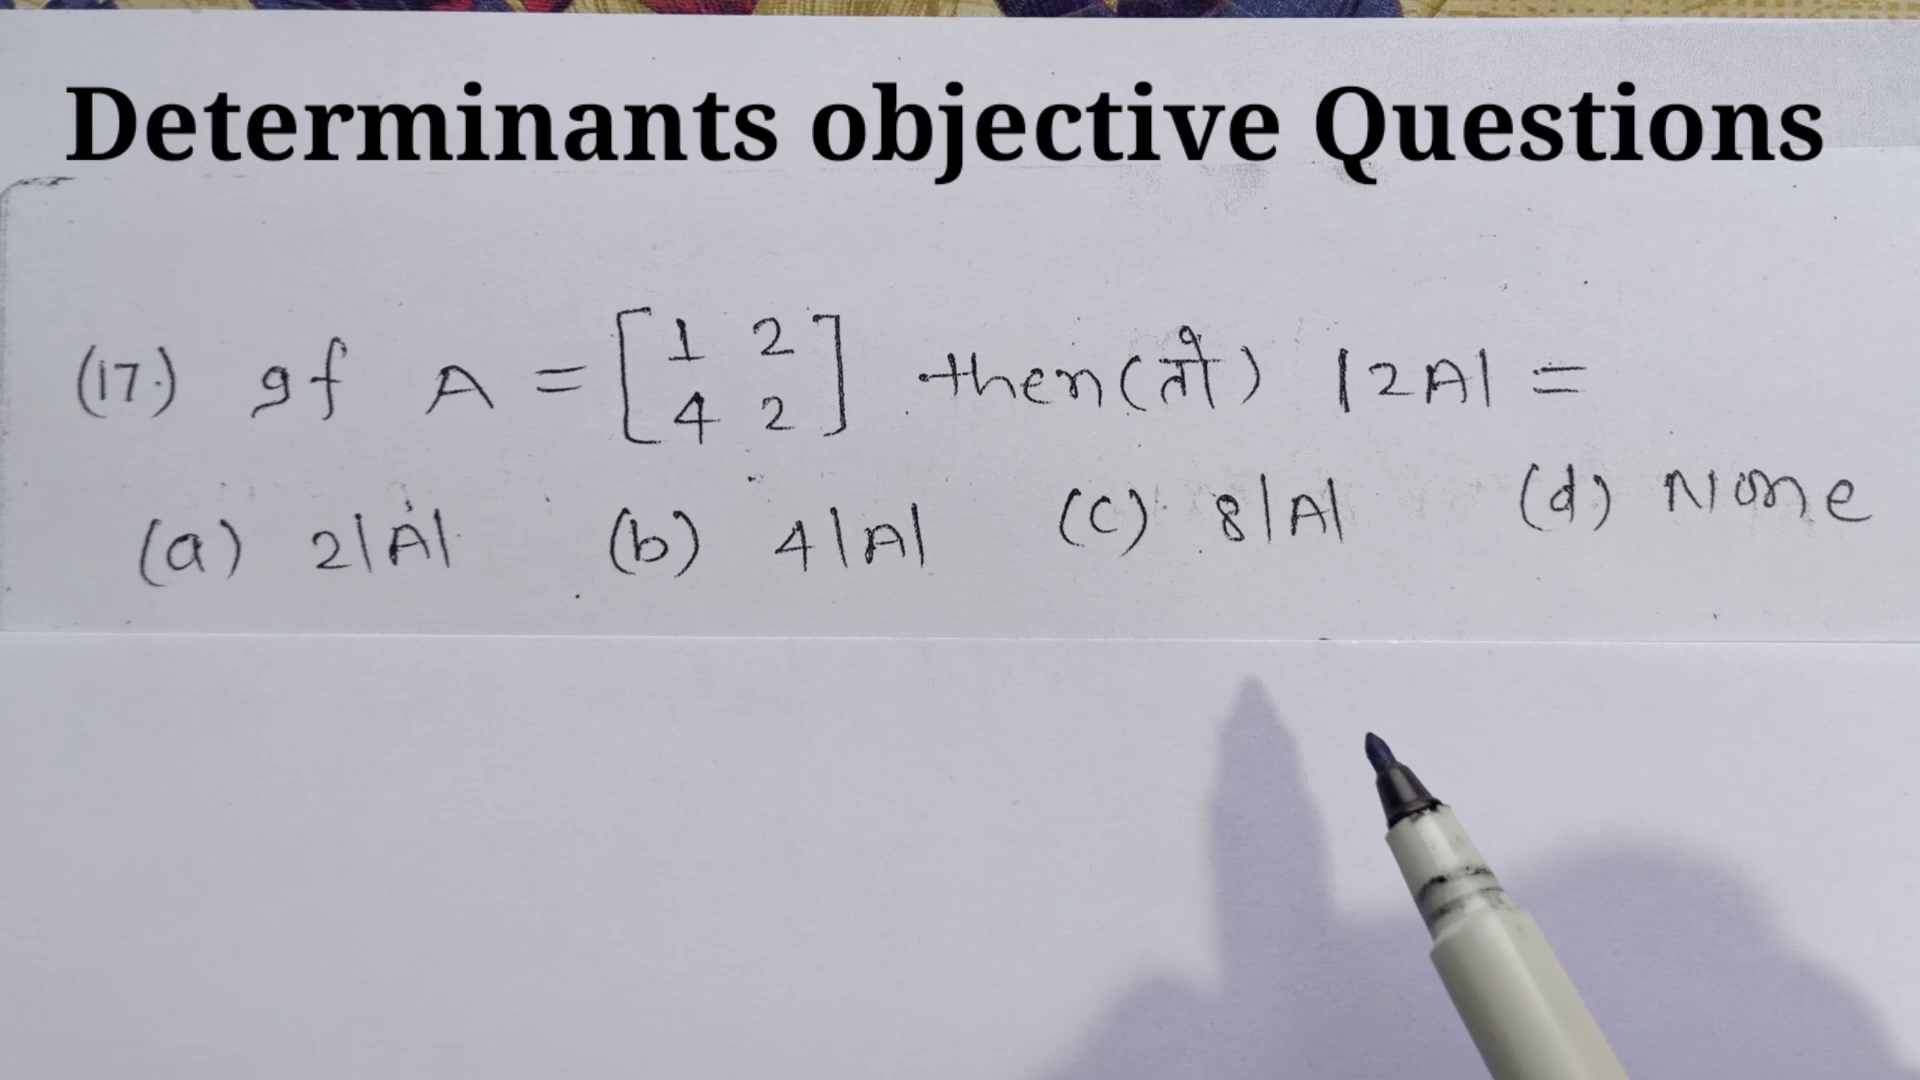 Determinants objective Questions
(17.) If A = [1 2 4 2] then (तो) |2A| =
(a) 2|A| (b) 4|A| (c) 8|A| (d) None